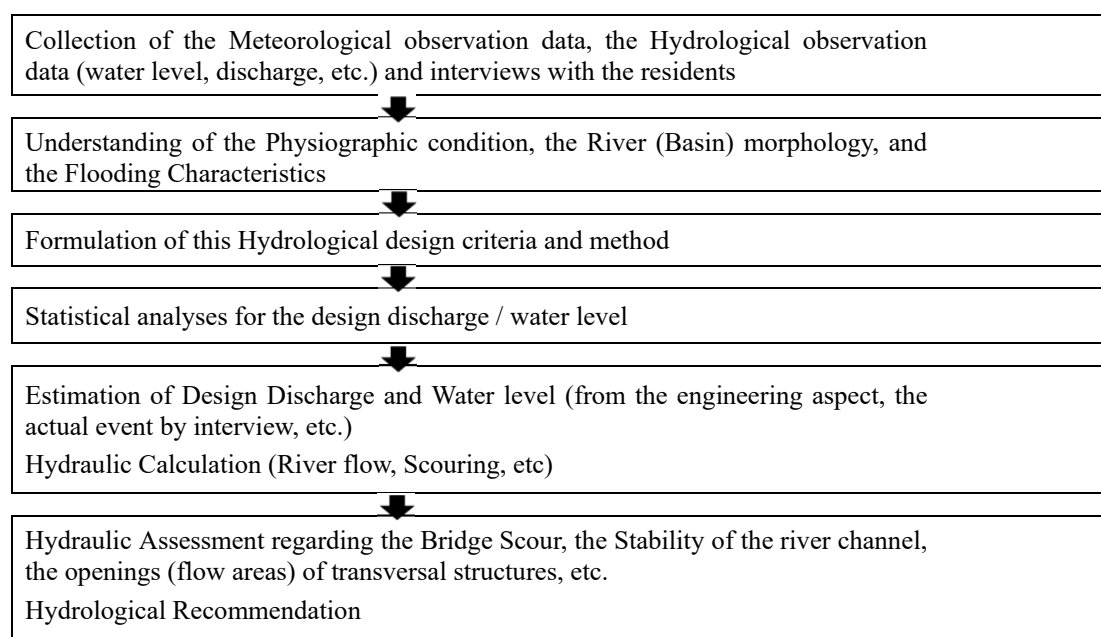 Collection of the Meteorological observation data, the Hydrological observation
data (water level, discharge, etc.) and interviews with the residents
Understanding of the Physiographic condition, the River (Basin) morphology, and
the Flooding Characteristics
Formulation of this Hydrological design criteria and method
Statistical analyses for the design discharge / water level
Estimation of Design Discharge and Water level (from the engineering aspect, the
actual event by interview, etc.)
Hydraulic Calculation (River flow, Scouring, etc)
Hydraulic Assessment regarding the Bridge Scour, the Stability of the river channel,
the openings (flow areas) of transversal structures, etc.
Hydrological Recommendation